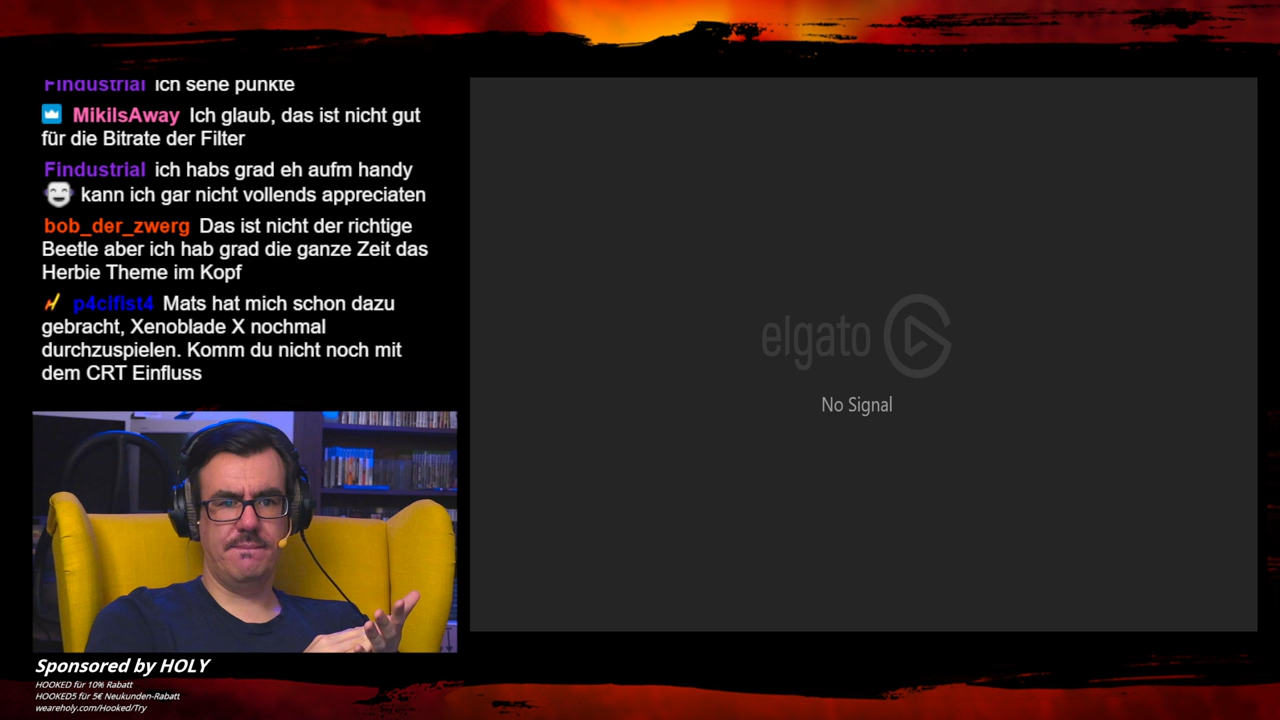 Findustrial ich sehe punkte
MikiIsAway Ich glaub, das ist nicht gut
für die Bitrate der Filter
Findustrial ich habs grad eh aufm handy
kann ich gar nicht vollends appreciaten
bob_der_zwerg Das ist nicht der richtige
Beetle aber ich hab grad die ganze Zeit das
Herbie Theme im Kopf
p4cifist4 Mats hat mich schon dazu
gebracht, Xenoblade X nochmal
durchzuspielen. Komm du nicht noch mit
dem CRT Einfluss
elgato
No Signal
Sponsored by HOLY
HOOKED für 10% Rabatt
HOOKED5 für 5€ Neukunden-Rabatt
weareholy.com/Hooked/Try